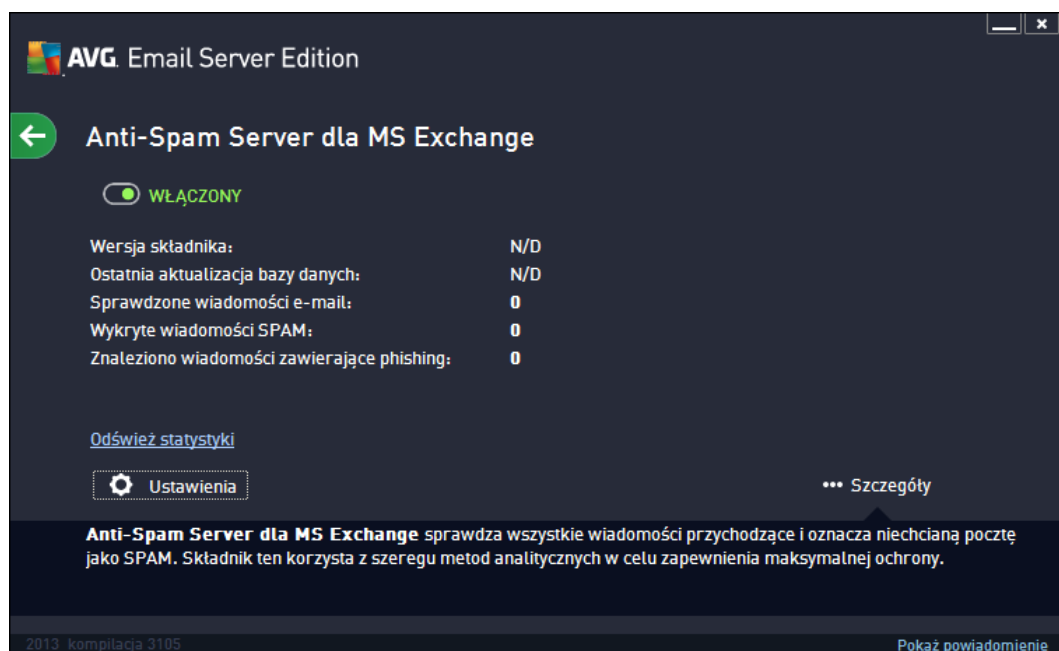 AVG. Email Server Edition
Anti-Spam Server dla MS Exchange
WŁĄCZONY
Wersja składnika: N/D
Ostatnia aktualizacja bazy danych: N/D
Sprawdzone wiadomości e-mail: 0
Wykryte wiadomości SPAM: 0
Znaleziono wiadomości zawierające phishing: 0
Odśwież statystyki
Ustawienia
••• Szczegóły
Anti-Spam Server dla MS Exchange sprawdza wszystkie wiadomości przychodzące i oznacza niechcianą pocztę
jako SPAM. Składnik ten korzysta z szeregu metod analitycznych w celu zapewnienia maksymalnej ochrony.
2013 kompilacja 3105
Pokaż powiadomienie